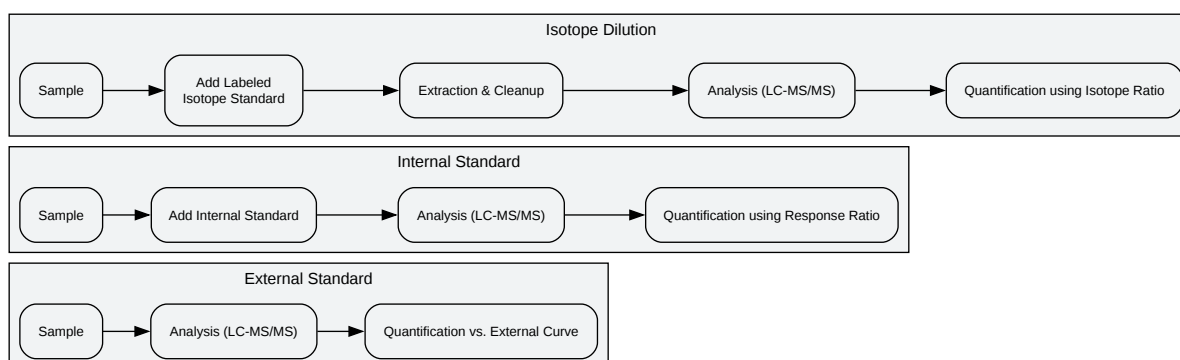 Isotope Dilution
Sample
Add Labeled
Isotope Standard
Extraction & Cleanup
Analysis (LC-MS/MS)
Quantification using Isotope Ratio
Internal Standard
Sample
Add Internal Standard
Analysis (LC-MS/MS)
Quantification using Response Ratio
External Standard
Sample
Analysis (LC-MS/MS)
Quantification vs. External Curve